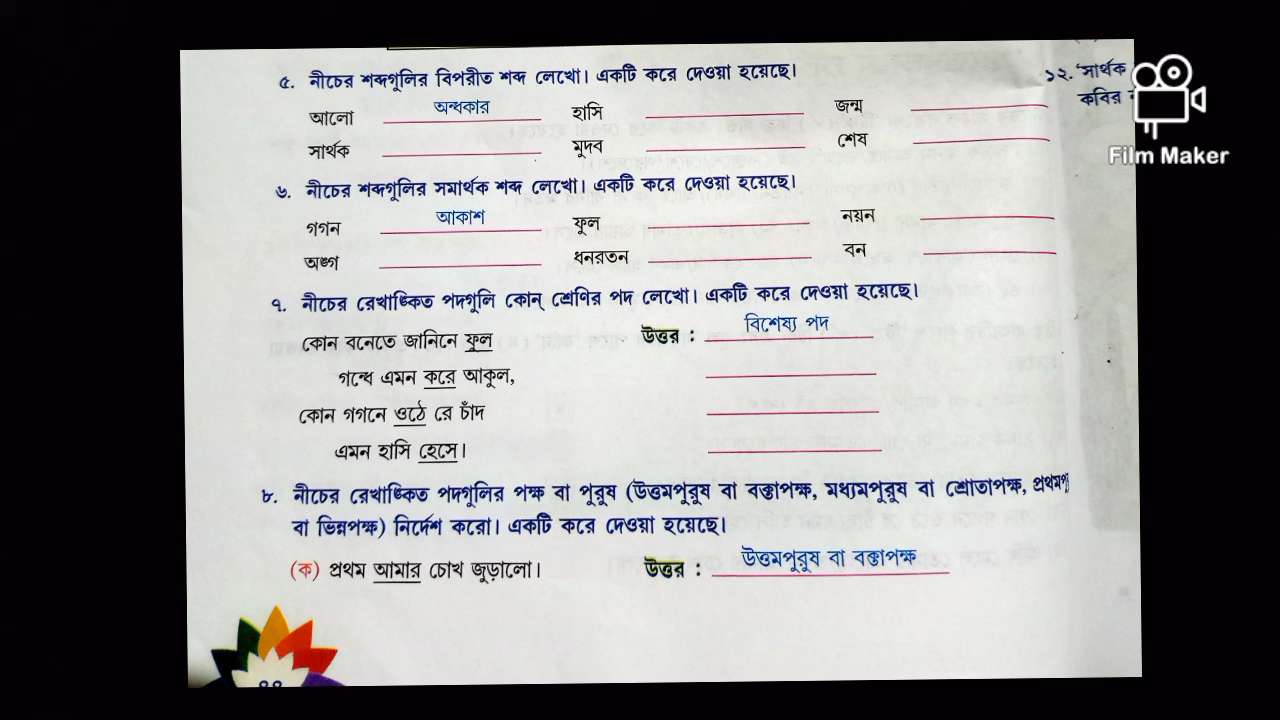 ৫. নীচের শব্দগুলির বিপরীত শব্দ লেখো। একটি করে দেওয়া হয়েছে।
আলো অন্ধকার হাসি জন্ম
সার্থক মুদব শেষ
৬. নীচের শব্দগুলির সমার্থক শব্দ লেখো। একটি করে দেওয়া হয়েছে।
গগন আকাশ ফুল নয়ন
অঙ্গ ধনরতন বন
৭. নীচের রেখাঙ্কিত পদগুলি কোন্ শ্রেণির পদ লেখো। একটি করে দেওয়া হয়েছে।
কোন বনেতে জানিনে ফুল উত্তর : বিশেষ্য পদ
গন্ধে এমন করে আকুল,
কোন গগনে ওঠে রে চাঁদ
এমন হাসি হেসে।
৮. নীচের রেখাঙ্কিত পদগুলির পক্ষ বা পুরুষ (উত্তমপুরুষ বা বক্তাপক্ষ, মধ্যমপুরুষ বা শ্রোতাপক্ষ,
বা ভিন্নপক্ষ) নির্দেশ করো। একটি করে দেওয়া হয়েছে।
(ক) প্রথম আমার চোখ জুড়ালো। উত্তর : উত্তমপুরুষ বা বক্তাপক্ষ
১২. 'সার্থক
কবির
Film Maker